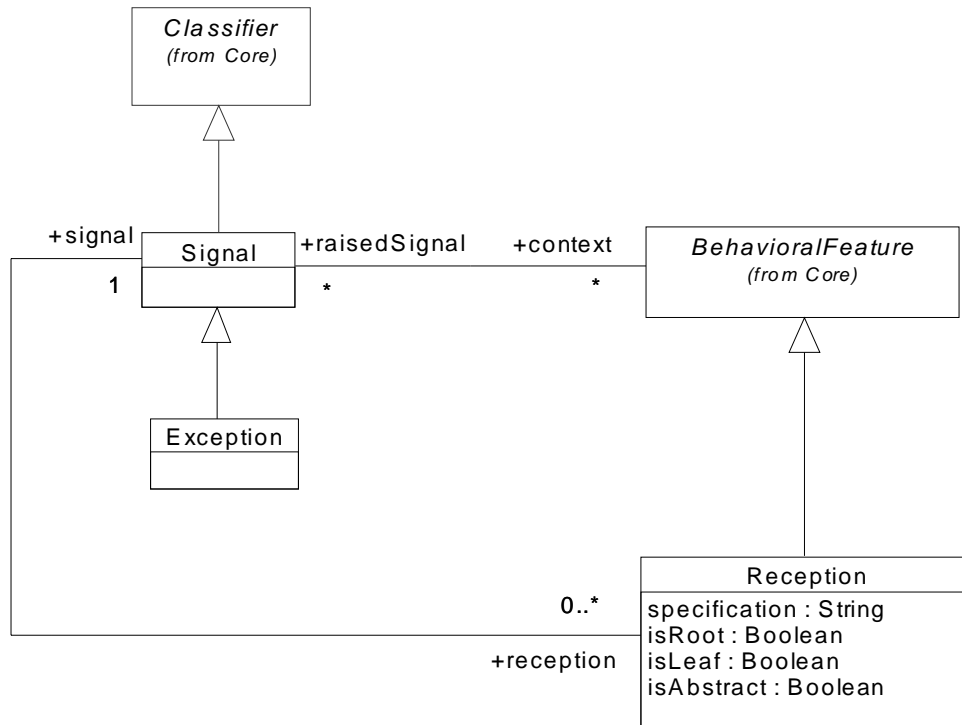 Classifier
(from Core)
+signal
Signal
+raisedSignal
+context
BehavioralFeature
(from Core)
1
*
*
Exception
Reception
0..*
specification : String
isRoot : Boolean
isLeaf : Boolean
isAbstract : Boolean
+reception